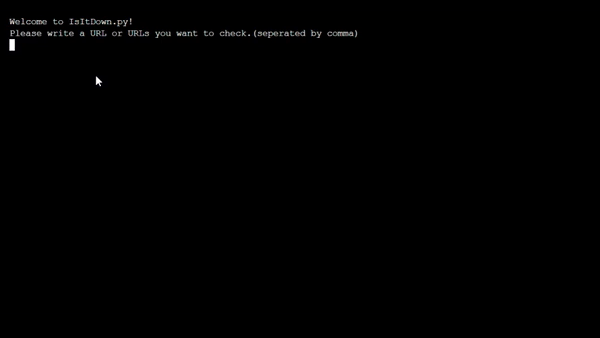 Welcome to IsItDown.py!
Please write a URL or URLs you want to check.(seperated by comma)